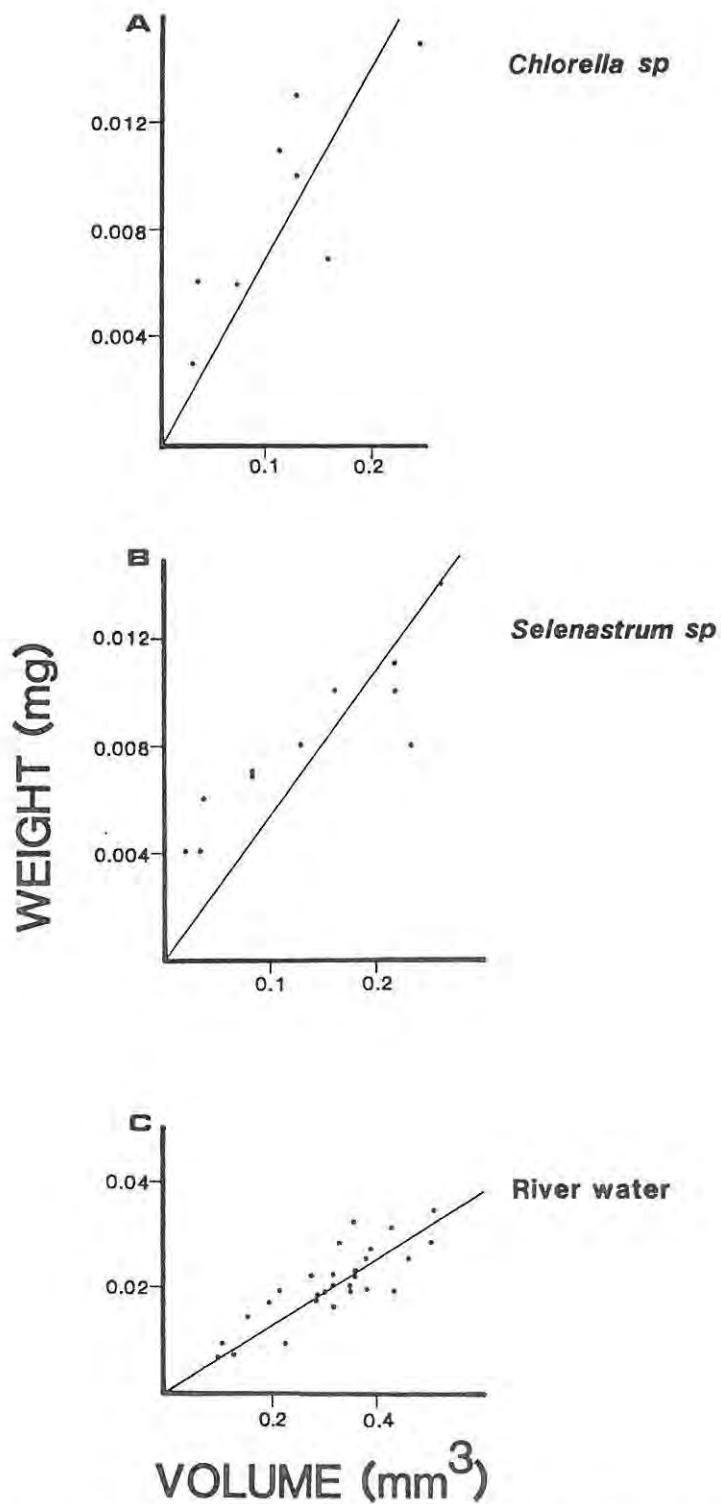 A
Chlorella sp
0.012
0.008
0.004
0.1 0.2
B
Selenastrum sp
0.012
0.008
0.004
0.1 0.2
WEIGHT (mg)
C
River water
0.04
0.02
0.2 0.4
VOLUME (mm³)